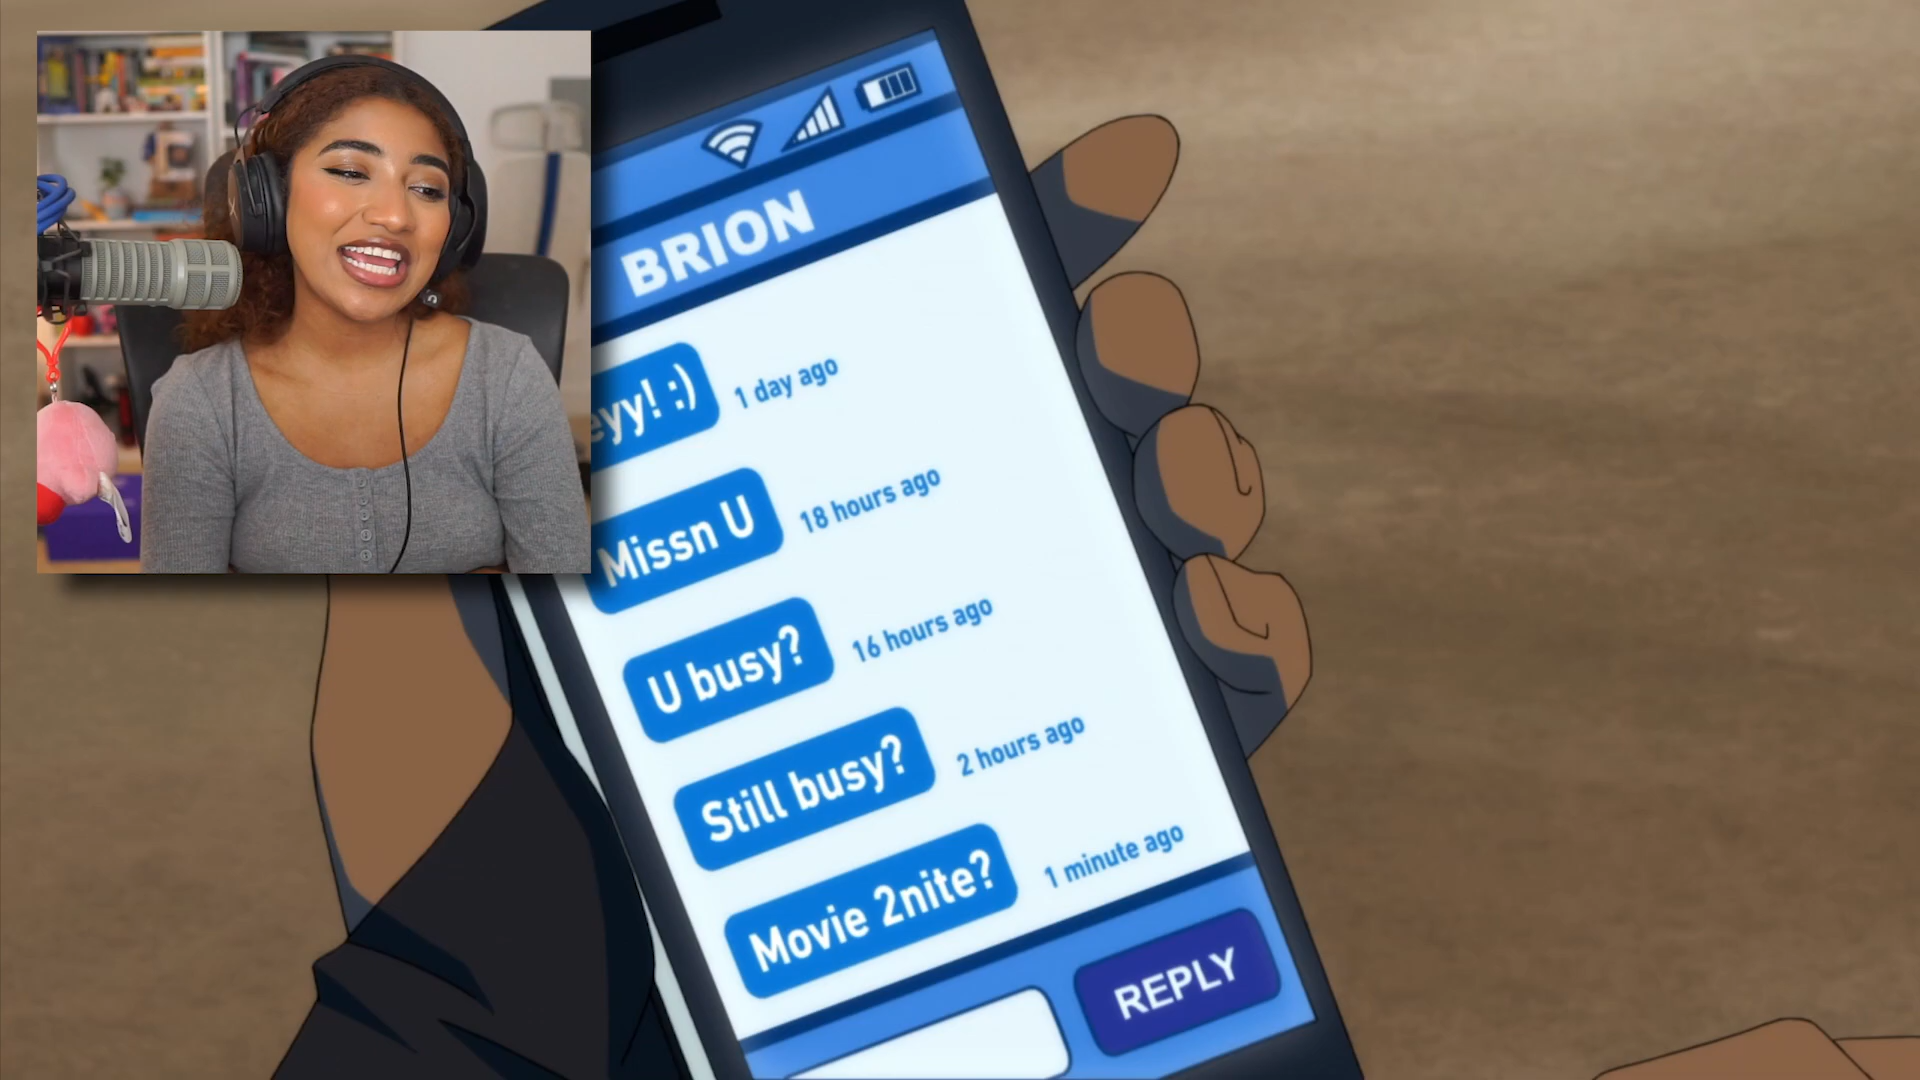 BRION
eyy! :)
1 day ago
Missn U
18 hours ago
U busy?
16 hours ago
Still busy?
2 hours ago
Movie 2nite?
1 minute ago
REPLY